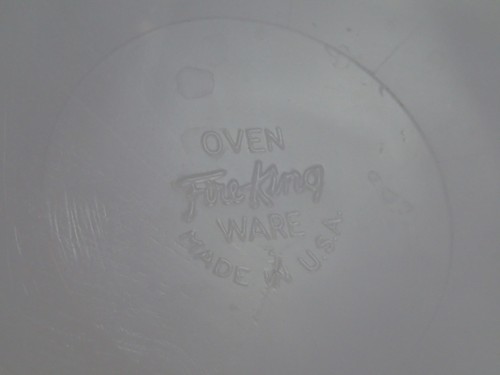 OVEN
Fire-King
WARE
MADE IN U.S.A.